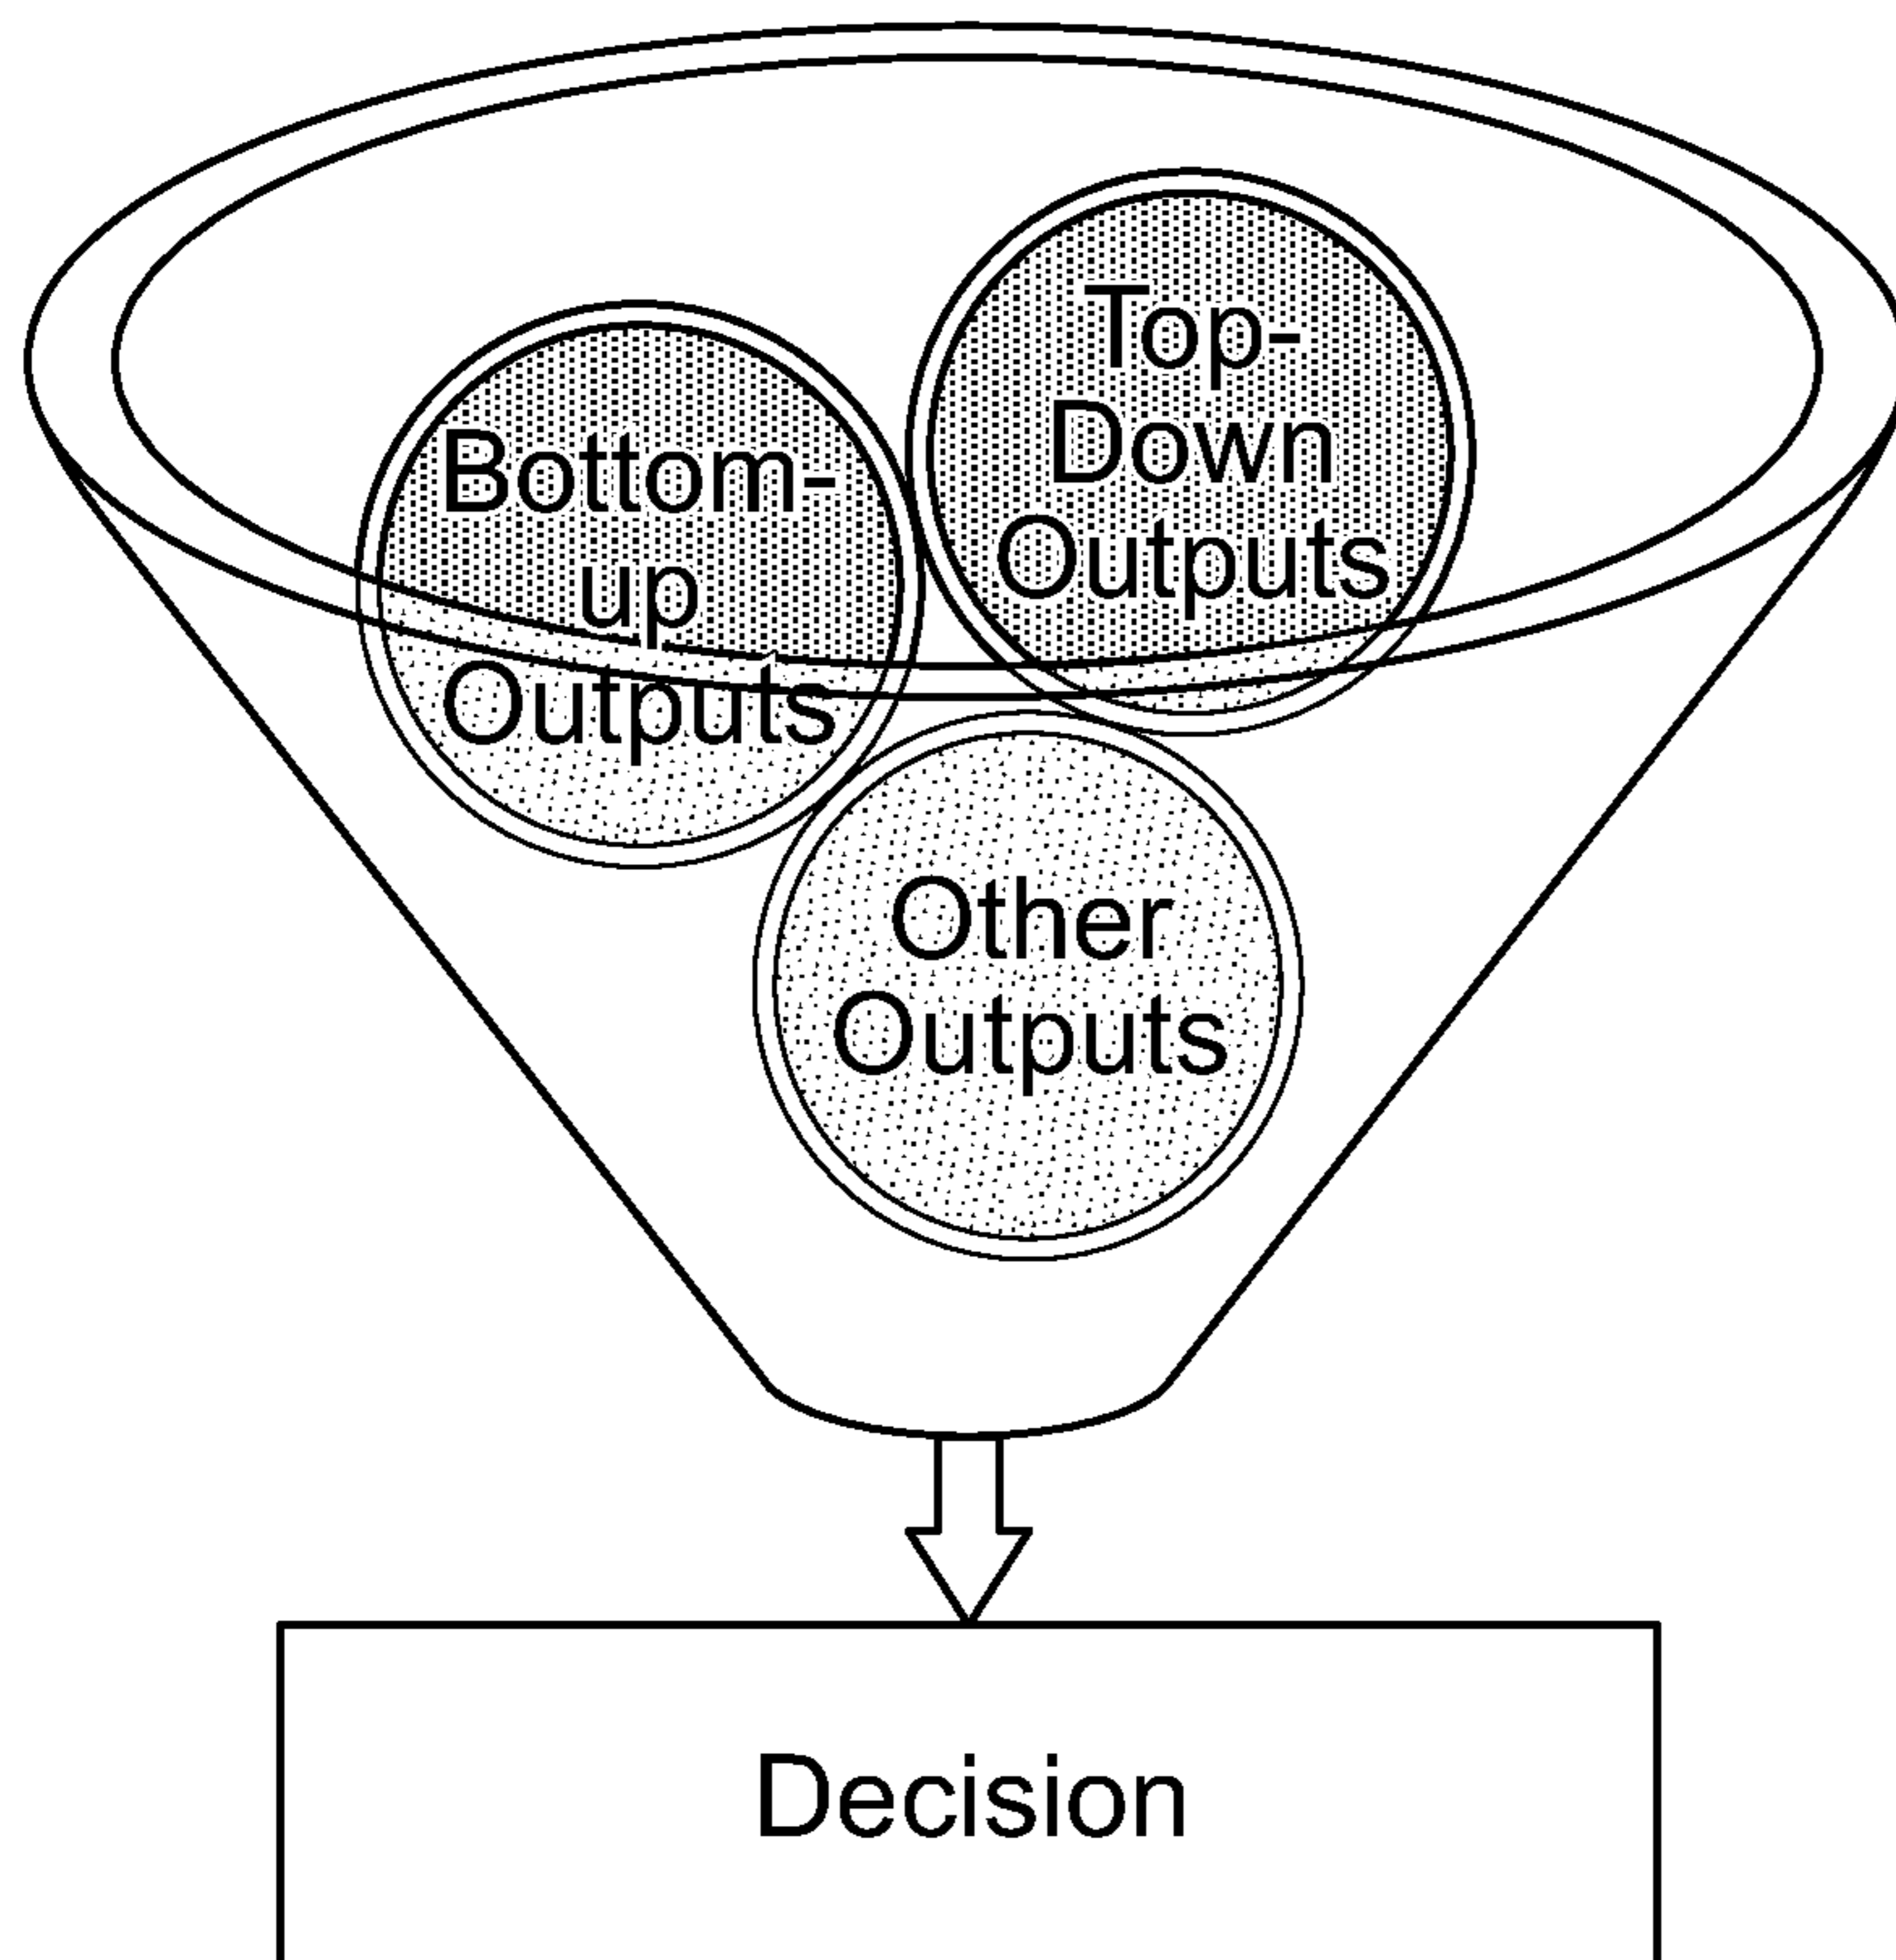 Top-
Down
Outputs
Bottom-
up
Outputs
Other
Outputs
Decision